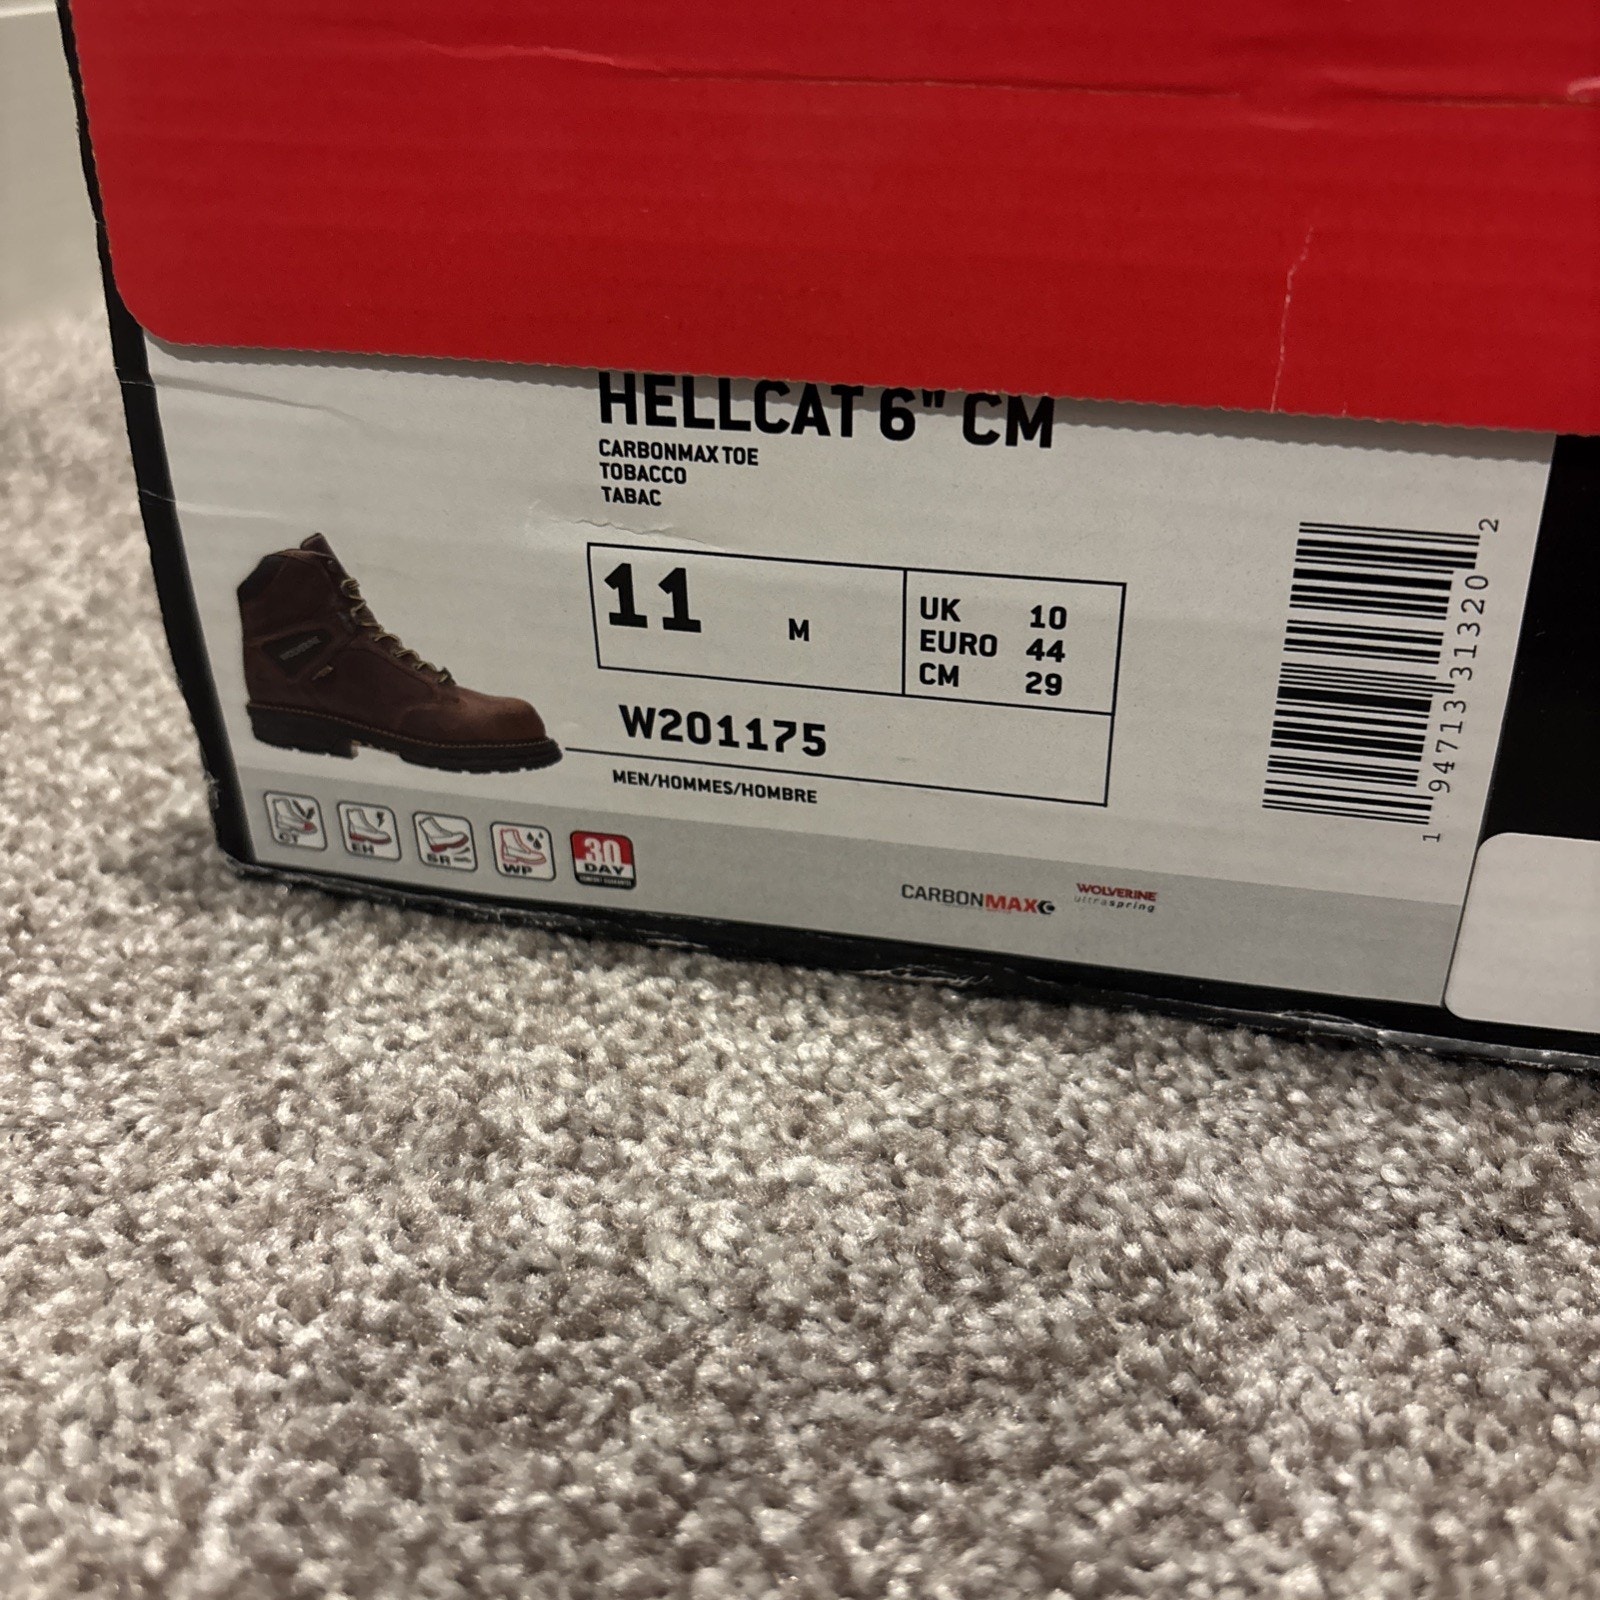 HELLCAT 6" CM
CARBONMAX TOE
TOBACCO
TABAC
11 M
UK 10
EURO 44
CM 29
W201175
MEN/HOMMES/HOMBRE
1 94713 31320 2
WOLVERINE
CT
EH
SR
WP
30
DAY
CARBONMAX
WOLVERINE
ultraspring